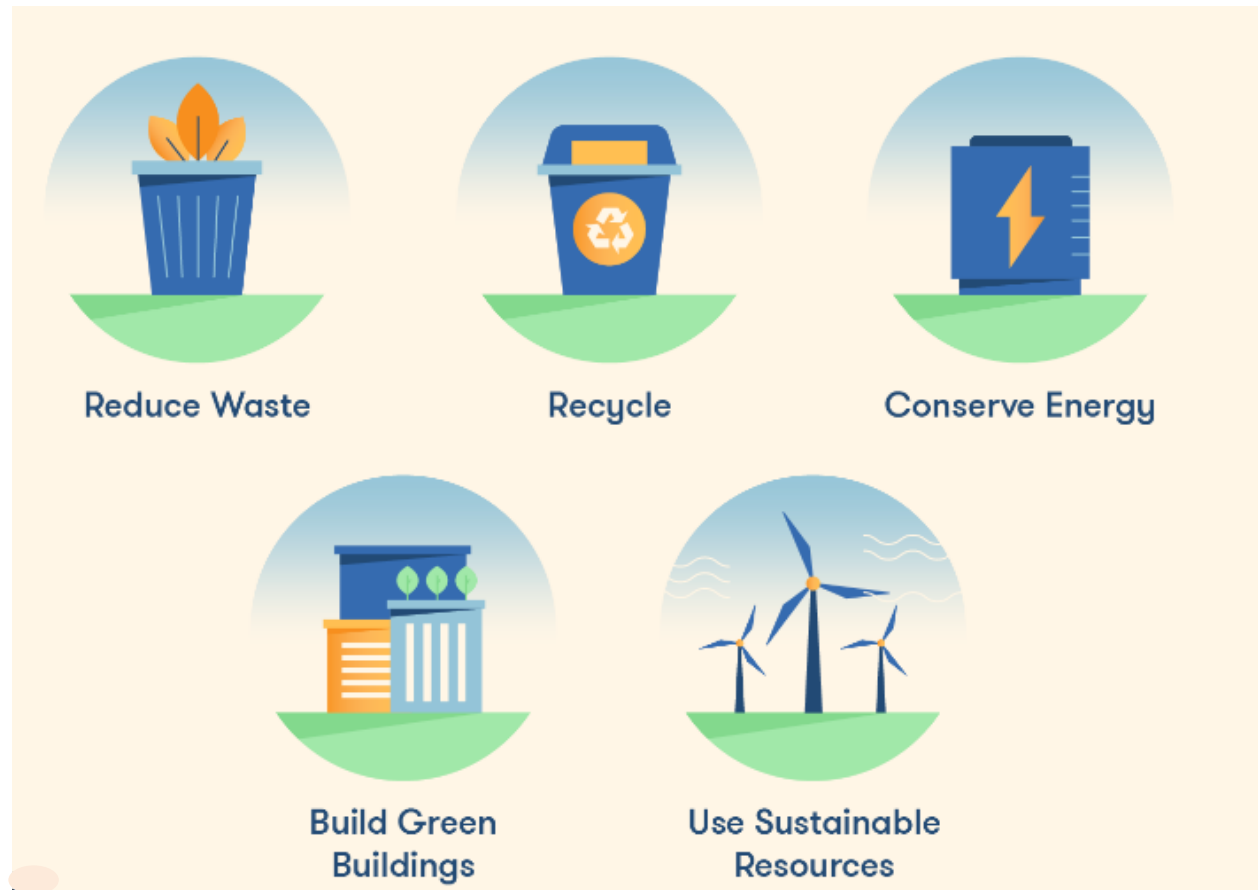 Reduce Waste
Recycle
Conserve Energy
Build Green
Buildings
Use Sustainable
Resources